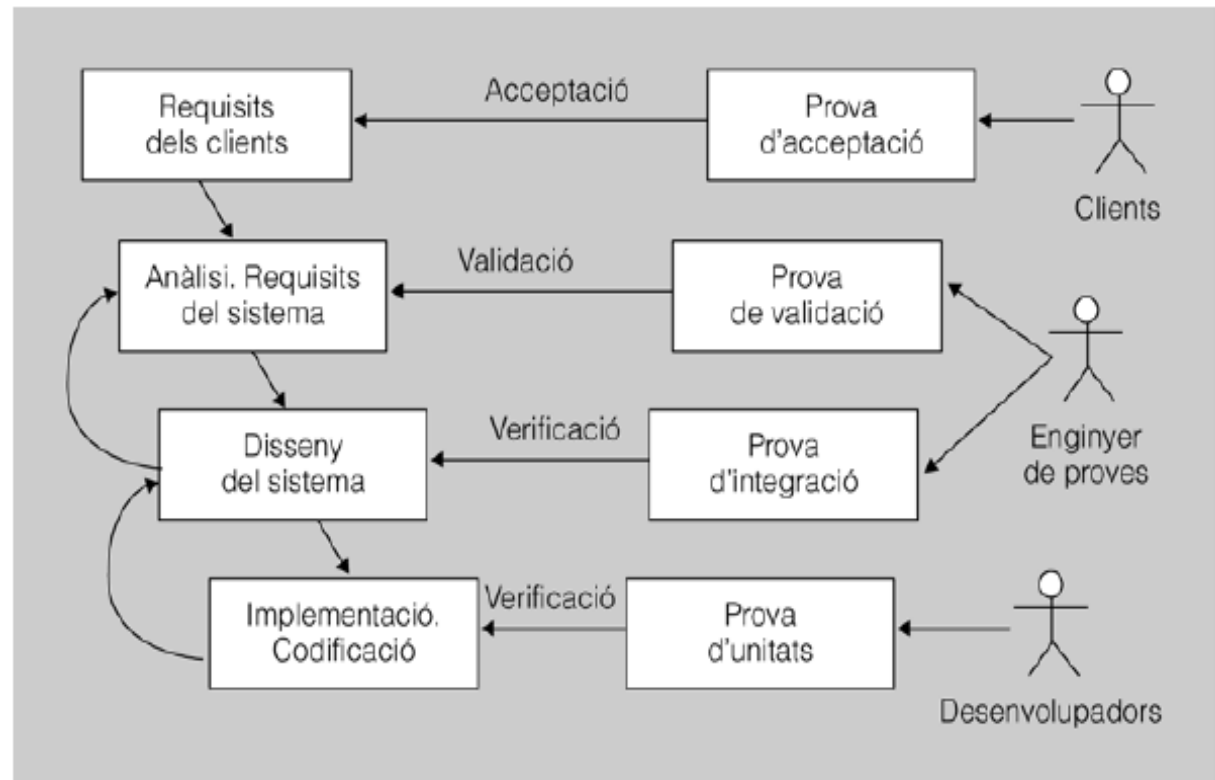 Requisits
dels clients
Acceptació
Prova
d'acceptació
Clients
Anàlisi. Requisits
del sistema
Validació
Prova
de validació
Enginyer
de proves
Disseny
del sistema
Verificació
Prova
d'integració
Implementació.
Codificació
Verificació
Prova
d'unitats
Desenvolupadors